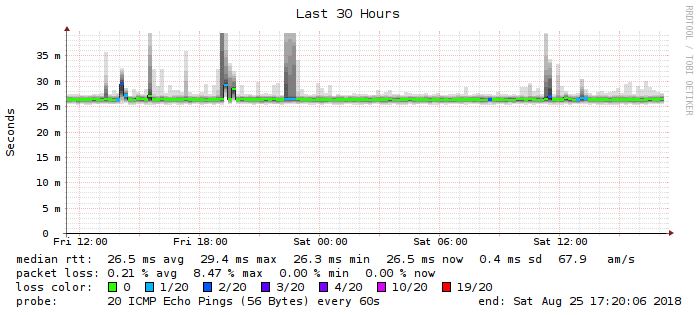 Last 30 Hours
RRDTOOL / TOBI OETIKER
Seconds
35 m
30 m
25 m
20 m
15 m
10 m
5 m
0
Fri 12:00 Fri 18:00 Sat 00:00 Sat 06:00 Sat 12:00
median rtt: 26.5 ms avg 29.4 ms max 26.3 ms min 26.5 ms now 0.4 ms sd 67.9 am/s
packet loss: 0.21 % avg 8.47 % max 0.00 % min 0.00 % now
loss color: 0 1/20 2/20 3/20 4/20 10/20 19/20
probe: 20 ICMP Echo Pings (56 Bytes) every 60s end: Sat Aug 25 17:20:06 2018